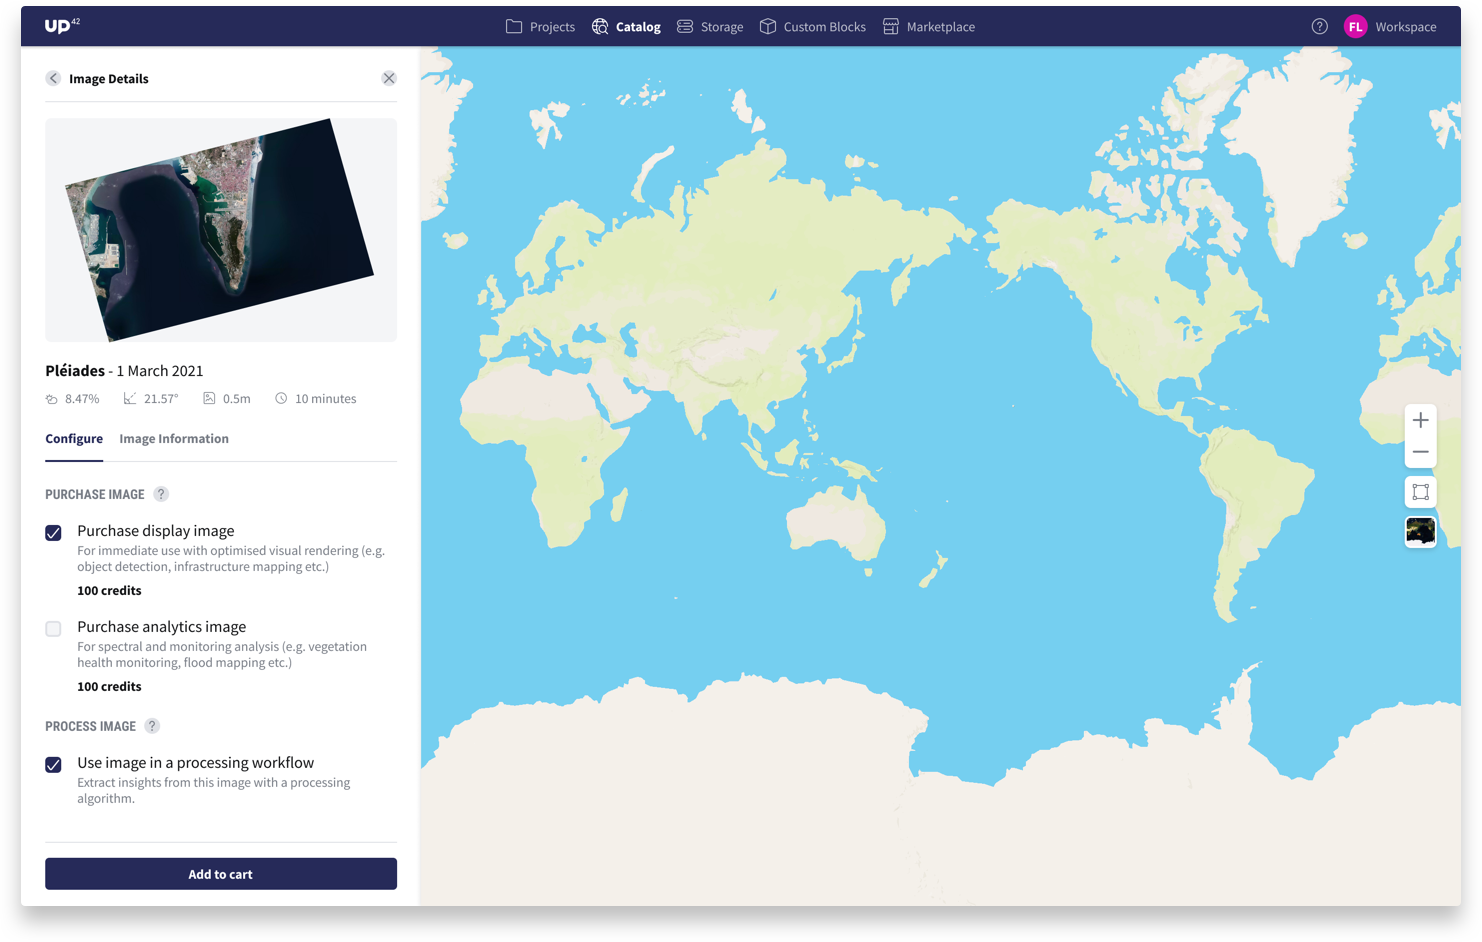 UP42
Projects
Catalog
Storage
Custom Blocks
Marketplace
?
FL
Workspace
Image Details
Pléiades - 1 March 2021
8.47%
21.57°
0.5m
10 minutes
Configure
Image Information
PURCHASE IMAGE ?
Purchase display image
For immediate use with optimised visual rendering (e.g.
object detection, infrastructure mapping etc.)
100 credits
Purchase analytics image
For spectral and monitoring analysis (e.g. vegetation
health monitoring, flood mapping etc.)
100 credits
PROCESS IMAGE ?
Use image in a processing workflow
Extract insights from this image with a processing
algorithm.
Add to cart